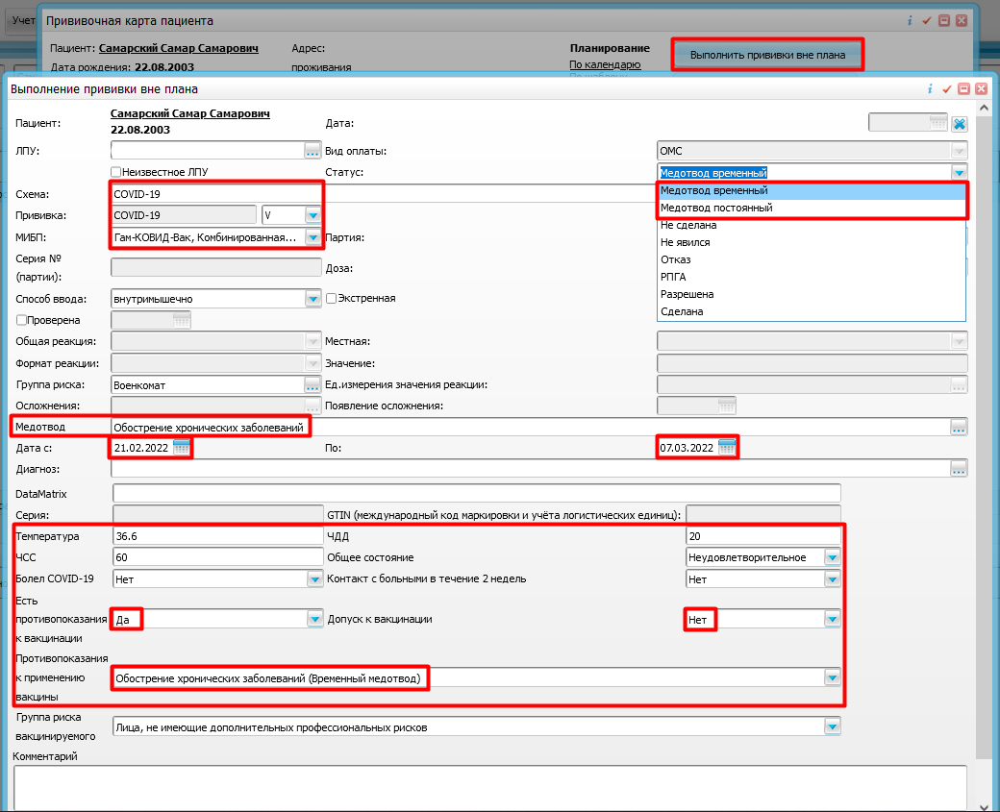 Учет
Прививочная карта пациента
Пациент: Самарский Самар Самарович Адрес: Планирование Выполнить прививки вне плана
Дата рождения: 22.08.2003 проживания По календарю
Выполнение прививки вне плана
Пациент: Самарский Самар Самарович Дата:
22.08.2003
ЛПУ: ... Вид оплаты: ОМС
Неизвестное ЛПУ Статус: Медотвод временный
Схема: COVID-19 Медотвод временный
Медотвод постоянный
Прививка: COVID-19 V Не сделана
МИБП: Гам-КОВИД-Вак, Комбинированная... Партия: Не явился
Серия № Отказ
(партии): Доза: РПГА
Разрешена
Способ ввода: внутримышечно Экстренная Сделана
Проверена
Общая реакция: Местная:
Формат реакции: Значение:
Группа риска: Военкомат ... Ед.измерения значения реакции: ...
Осложнения: ... Появление осложнения:
Медотвод Обострение хронических заболеваний ...
Дата с: 21.02.2022 По: 07.03.2022
Диагноз: ...
DataMatrix
Серия: GTIN (международный код маркировки и учёта логистических единиц):
Температура 36.6 ЧДД 20
ЧСС 60 Общее состояние Неудовлетворительное
Болел COVID-19 Нет Контакт с больными в течение 2 недель Нет
Есть
противопоказания Да Допуск к вакцинации Нет
к вакцинации
Противопоказания
к применению Обострение хронических заболеваний (Временный медотвод)
вакцины
Группа риска
вакцинируемого Лица, не имеющие дополнительных профессиональных рисков
Комментарий